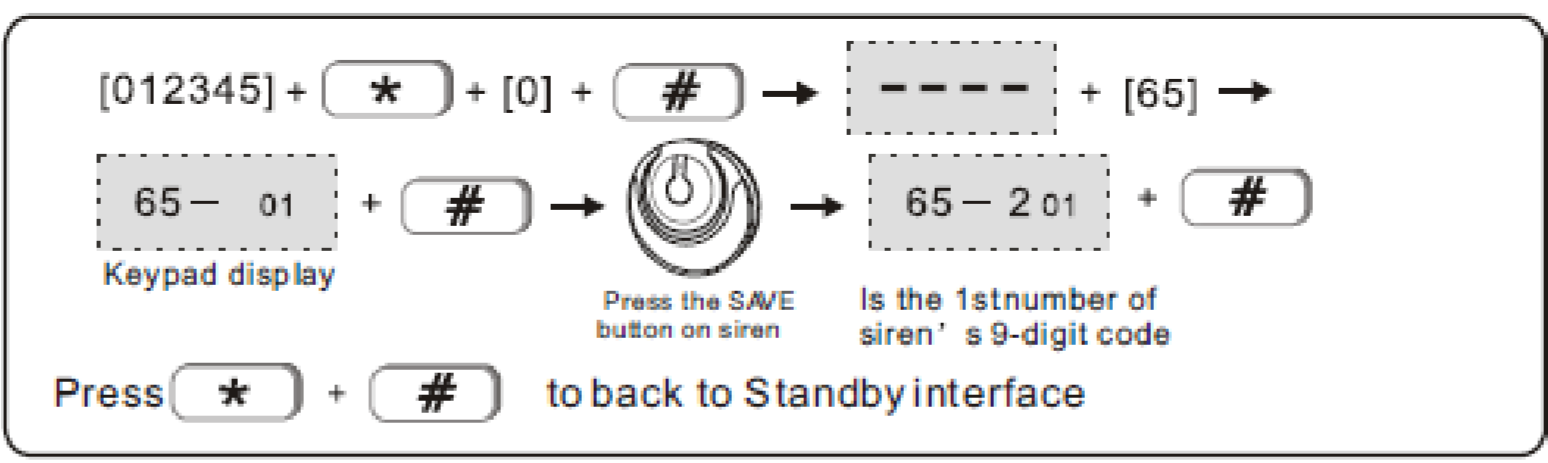 [012345] + * + [0] + # → – – – – + [65] →
65 – 01 + # → → 65 – 2 01 + #
Keypad display
Press the SAVE
button on siren
Is the 1stnumber of
siren’ s 9-digit code
Press * + # to back to Standby interface